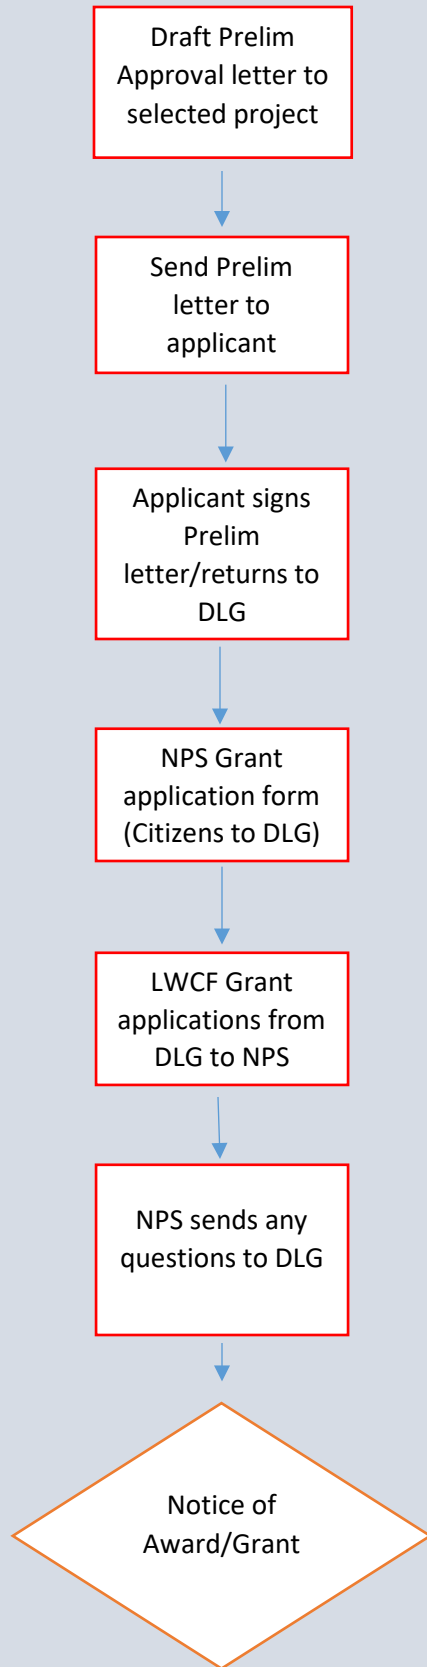 Draft Prelim
Approval letter to
selected project
Send Prelim
letter to
applicant
Applicant signs
Prelim
letter/returns to
DLG
NPS Grant
application form
(Citizens to DLG)
LWCF Grant
applications from
DLG to NPS
NPS sends any
questions to DLG
Notice of
Award/Grant